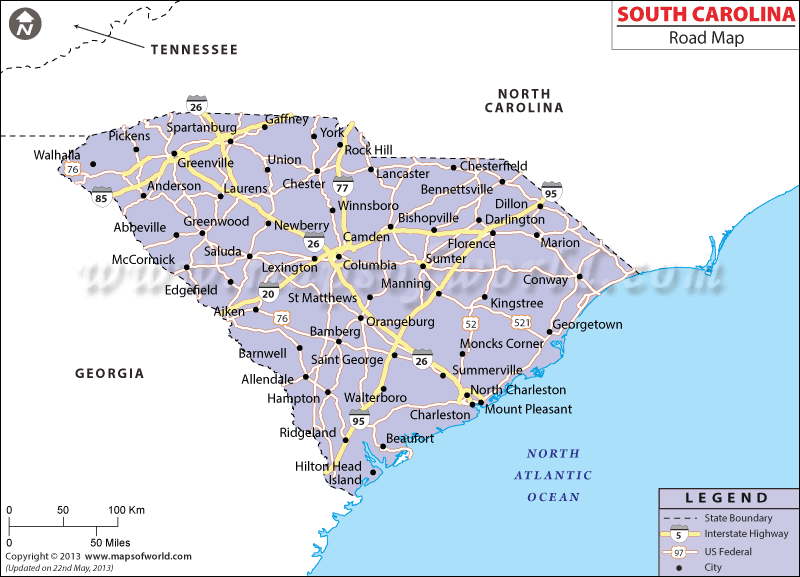 N
SOUTH CAROLINA
Road Map
TENNESSEE
NORTH
CAROLINA
26
Gaffney
Spartanburg
York
Pickens
Rock Hill
Walhalla
76
Greenville
Union
Chesterfield
Lancaster
Chester
85
Anderson
Laurens
77
Bennettsville
95
Winnsboro
Dillon
Abbeville
Greenwood
Newberry
Bishopville
Darlington
Camden
26
Florence
Marion
Saluda
McCormick
Lexington
Columbia
Sumter
www.mapsofworld.com
Manning
Conway
Edgefield
20
St Matthews
Kingstree
Aiken
76
Orangeburg
52
521
Georgetown
Bamberg
Moncks Corner
Barnwell
Saint George
26
GEORGIA
Allendale
Summerville
Hampton
Walterboro
North Charleston
Mount Pleasant
Charleston
95
Ridgeland
Beaufort
NORTH
ATLANTIC
OCEAN
Hilton Head
Island
LEGEND
State Boundary
5
Interstate Highway
97
US Federal
City
0 50 100 Km
0 50 Miles
Copyright © 2013 www.mapsofworld.com
(Updated on 22nd May, 2013)